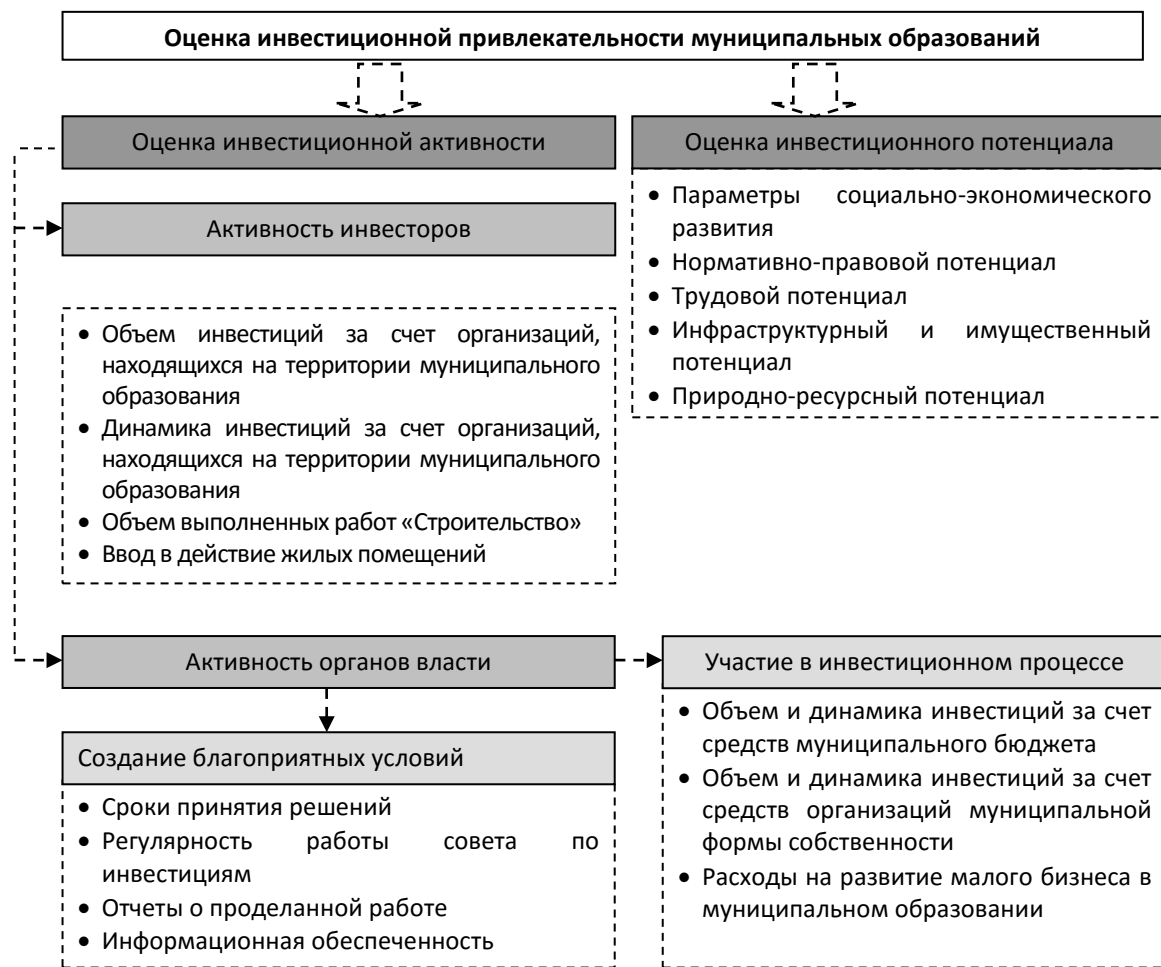 Оценка инвестиционной привлекательности муниципальных образований
Оценка инвестиционной активности
Оценка инвестиционного потенциала
• Параметры социально-экономического
развития
• Нормативно-правовой потенциал
• Трудовой потенциал
• Инфраструктурный и имущественный
потенциал
• Природно-ресурсный потенциал
Активность инвесторов
• Объем инвестиций за счет организаций,
находящихся на территории муниципального
образования
• Динамика инвестиций за счет организаций,
находящихся на территории муниципального
образования
• Объем выполненных работ «Строительство»
• Ввод в действие жилых помещений
Активность органов власти
Участие в инвестиционном процессе
• Объем и динамика инвестиций за счет
средств муниципального бюджета
• Объем и динамика инвестиций за счет
средств организаций муниципальной
формы собственности
• Расходы на развитие малого бизнеса в
муниципальном образовании
Создание благоприятных условий
• Сроки принятия решений
• Регулярность работы совета по
инвестициям
• Отчеты о проделанной работе
• Информационная обеспеченность